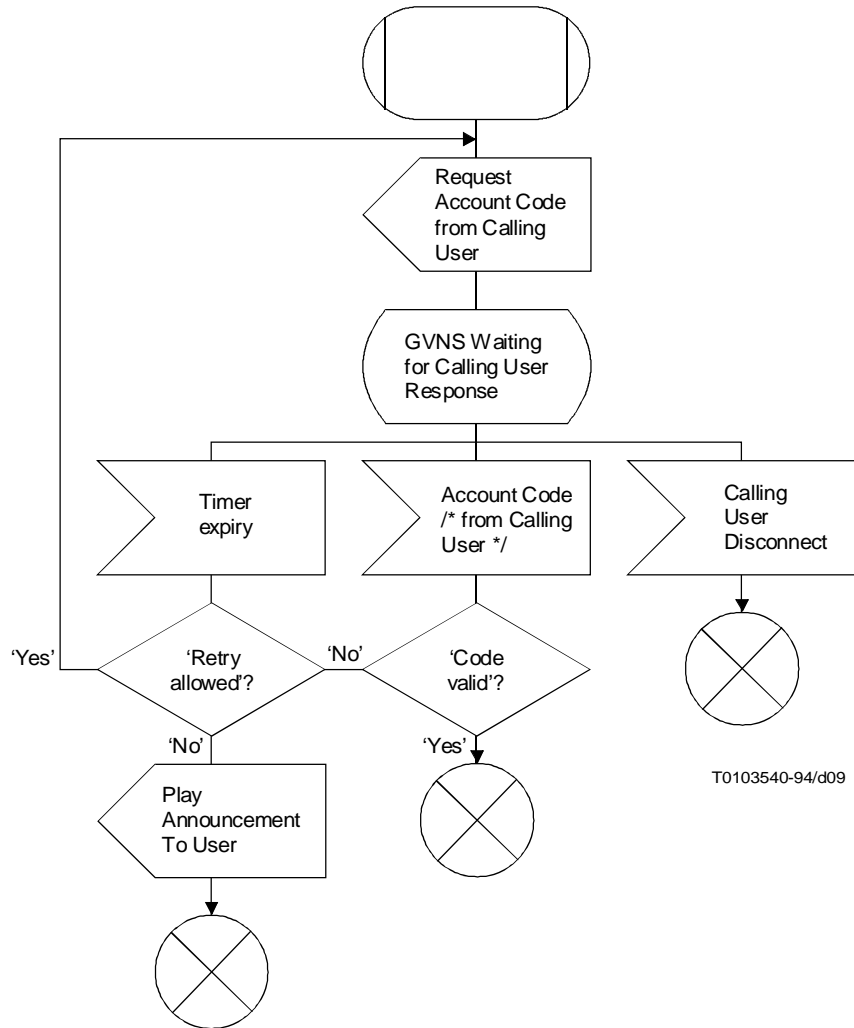 Request
Account Code
from Calling
User
GVNS Waiting
for Calling User
Response
Timer
expiry
Account Code
/* from Calling
User */
Calling
User
Disconnect
‘Yes’
‘Retry
allowed’?
‘No’
‘Code
valid’?
‘No’
‘Yes’
Play
Announcement
To User
T0103540-94/d09